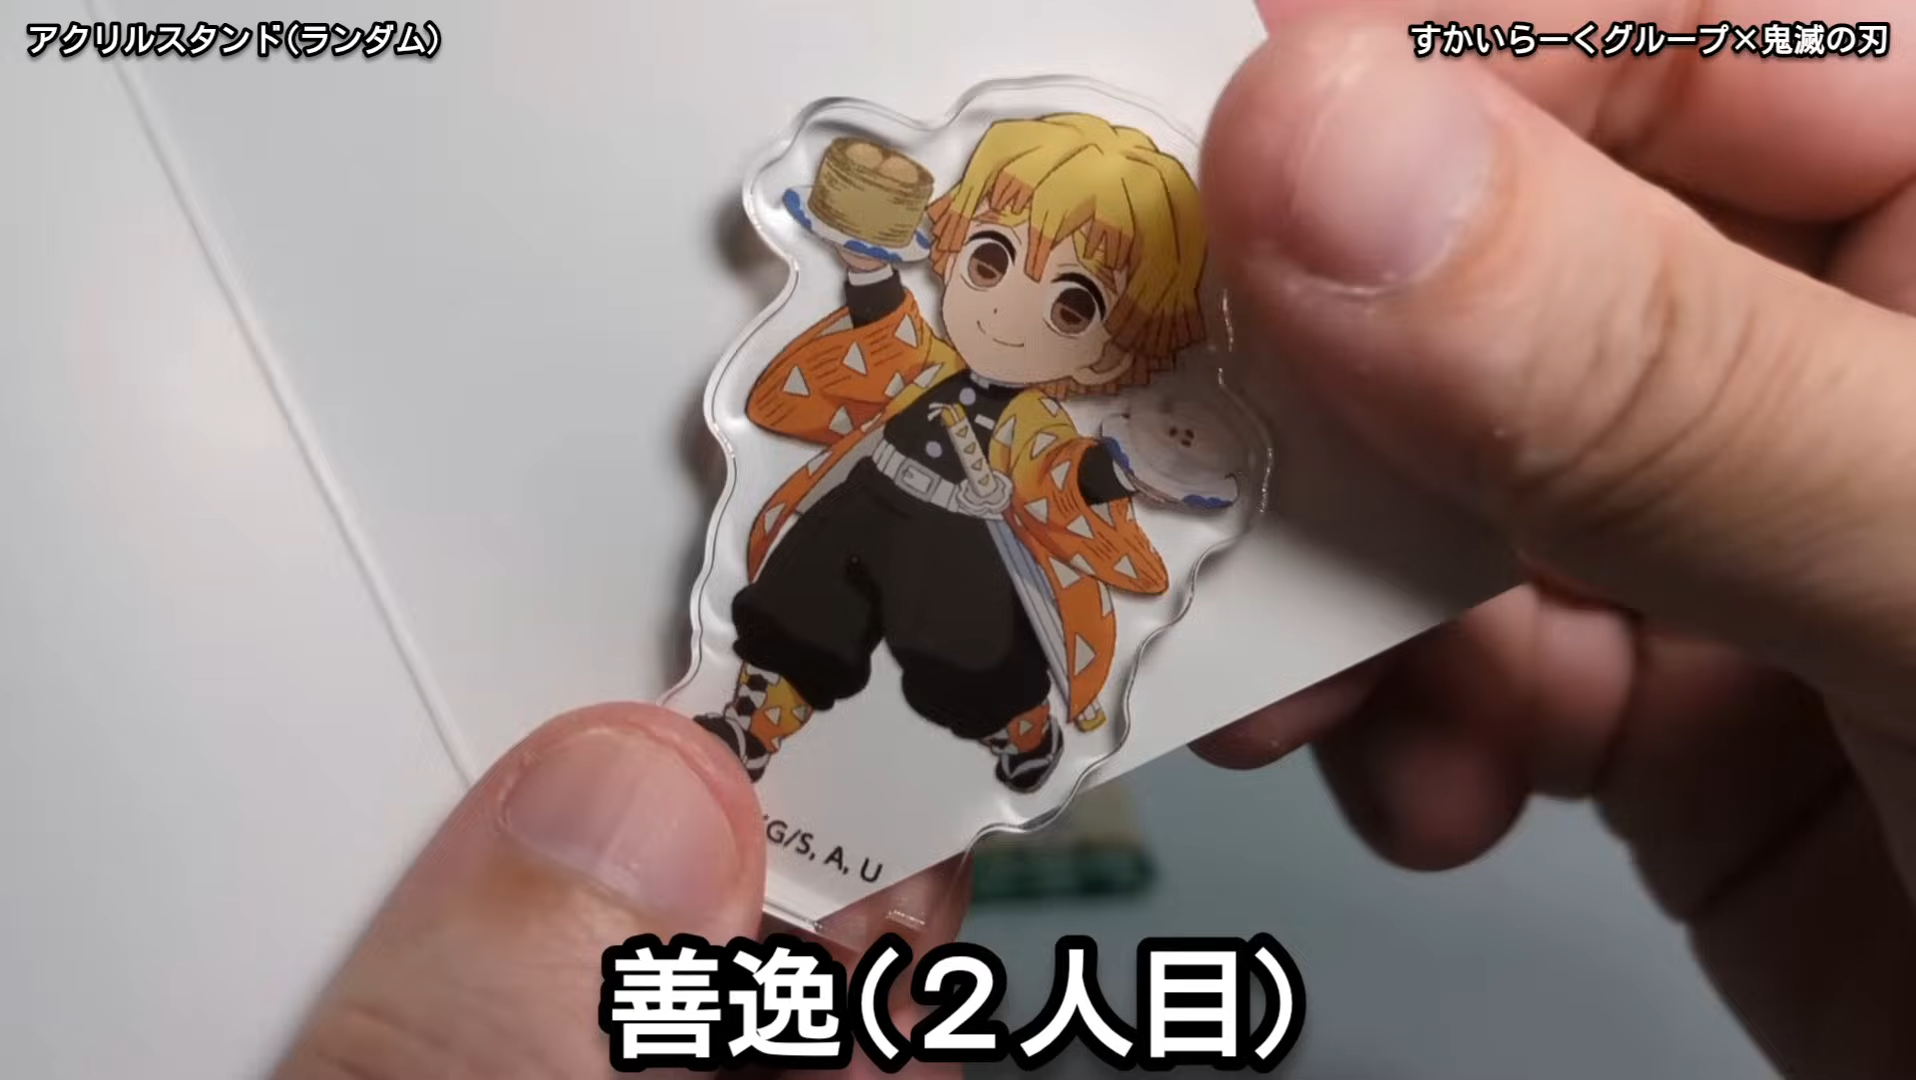 アクリルスタンド(ランダム)
すかいらーくグループ×鬼滅の刃
G/S, A, U
善逸(2人目)